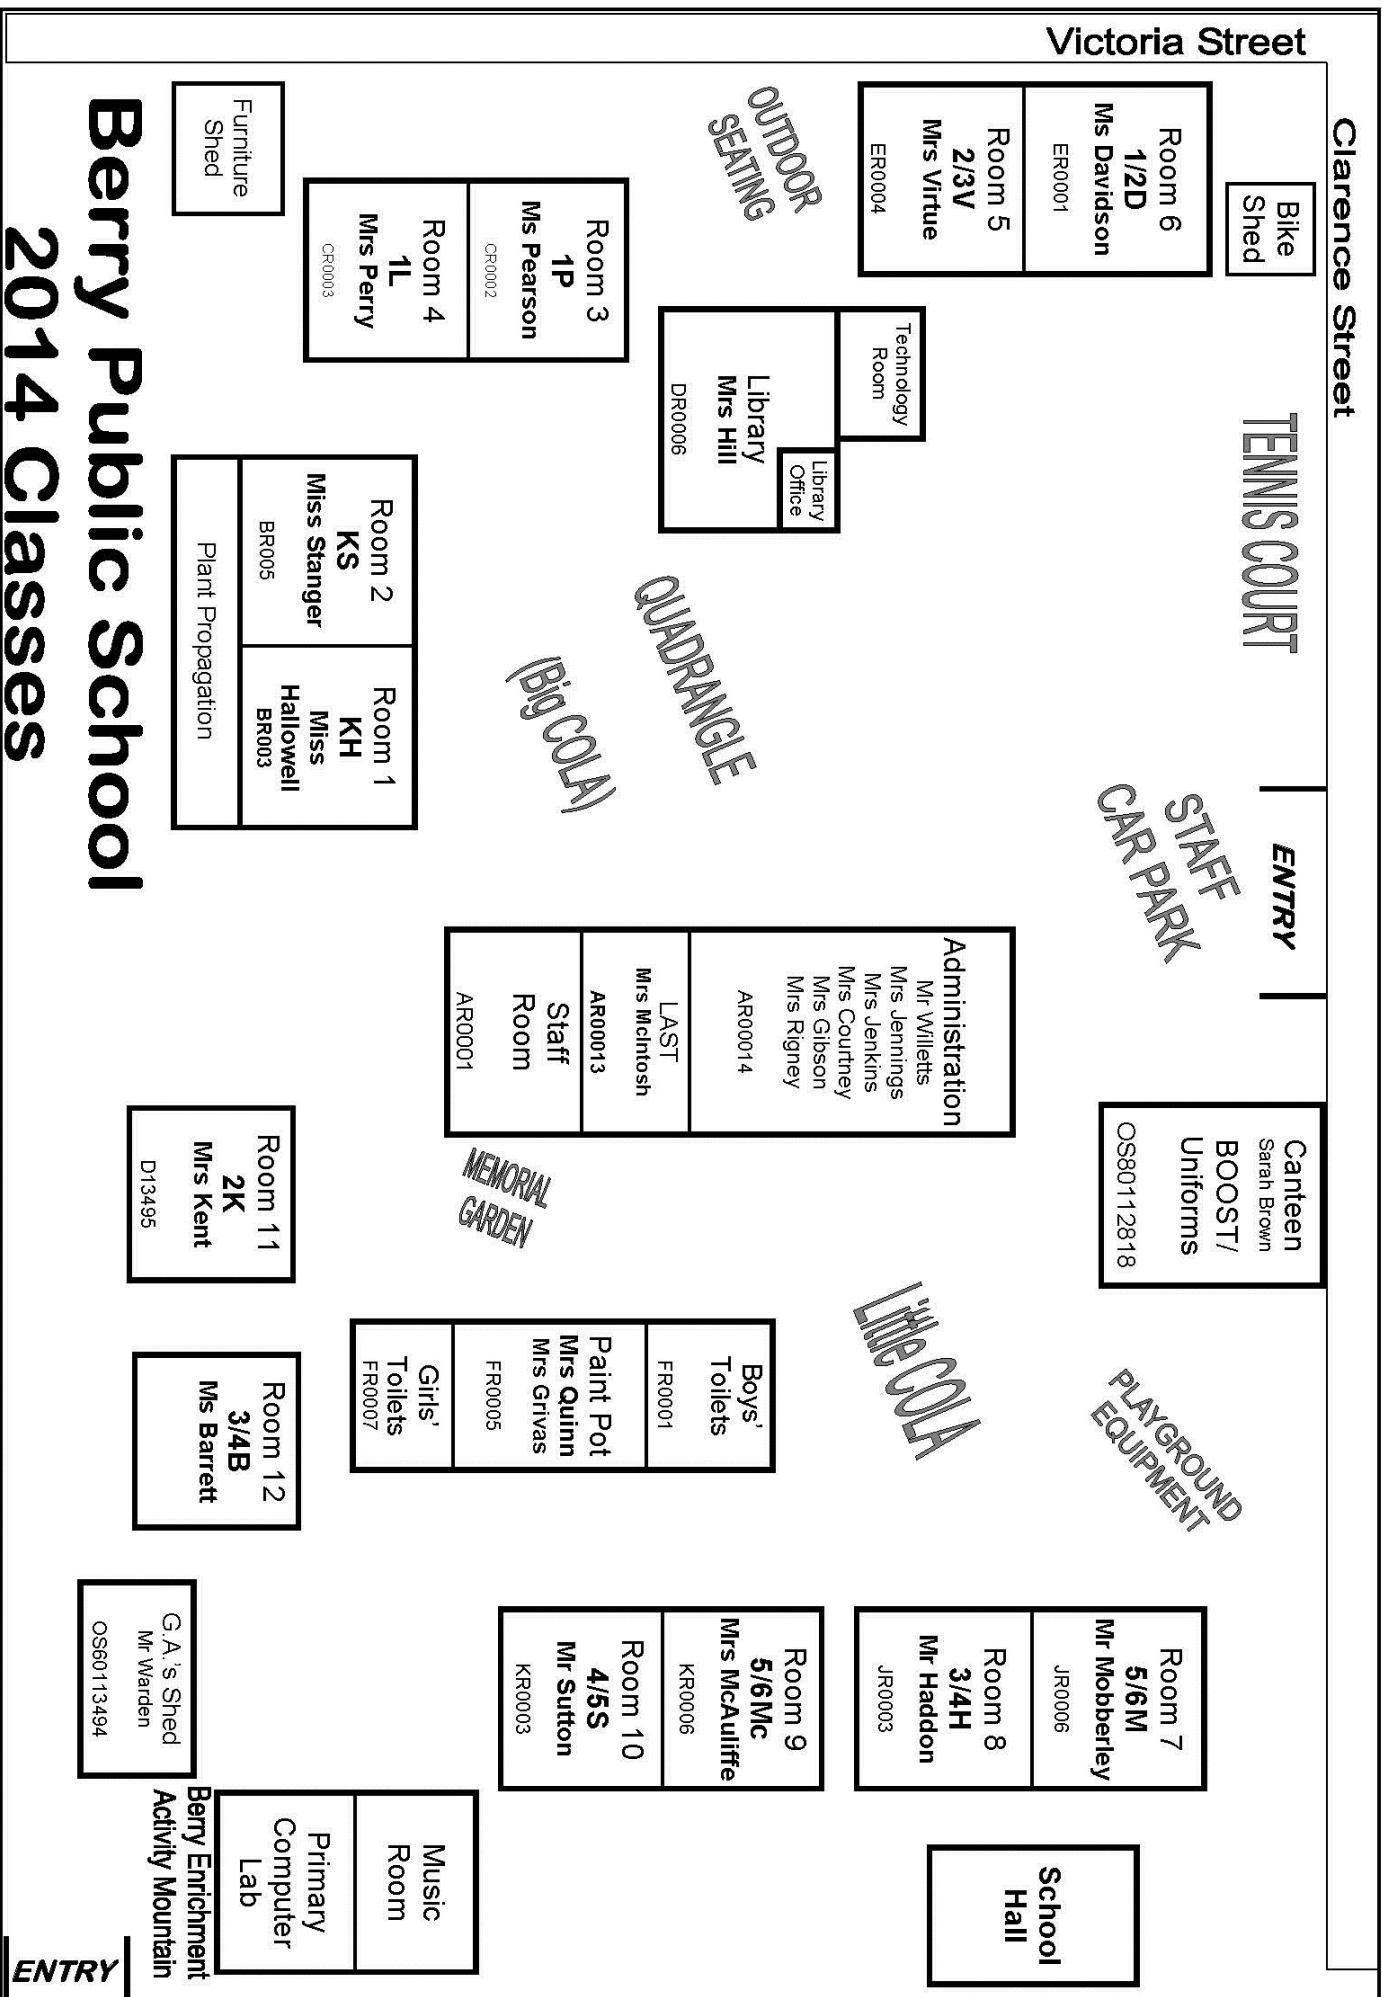 Victoria Street
Clarence Street
Bike
Shed
Room 6
1/2D
Ms Davidson
ER0001
Room 5
2/3V
Mrs Virtue
ER0004
OUTDOOR
SEATING
TENNIS COURT
Technology
Room
Library
Mrs Hill
DR0006
Library
Office
Room 3
1P
Ms Pearson
CR0002
Room 4
1L
Mrs Perry
CR0003
Furniture
Shed
QUADRANGLE
(Big COLA)
Room 2
KS
Miss Stanger
BR005
Room 1
KH
Miss
Hallowell
BR003
Plant Propagation
ENTRY
STAFF
CAR PARK
Administration
Mr Willetts
Mrs Jennings
Mrs Jenkins
Mrs Courtney
Mrs Gibson
Mrs Rigney
AR00014
LAST
Mrs McIntosh
AR00013
Staff
Room
AR0001
Canteen
Sarah Brown
BOOST/
Uniforms
OS80112818
MEMORIAL
GARDEN
Little COLA
PLAYGROUND
EQUIPMENT
Boys'
Toilets
FR0001
Paint Pot
Mrs Quinn
Mrs Grivas
FR0005
Girls'
Toilets
FR0007
Room 11
2K
Mrs Kent
D13495
Room 12
3/4B
Ms Barrett
Room 7
5/6M
Mr Mobberley
JR0006
Room 8
3/4H
Mr Haddon
JR0003
Room 9
5/6Mc
Mrs McAuliffe
KR0006
Room 10
4/5S
Mr Sutton
KR0003
G.A.'s Shed
Mr Warden
OS60113494
School
Hall
Music
Room
Primary
Computer
Lab
Berry Enrichment
Activity Mountain
ENTRY
Berry Public School
2014 Classes